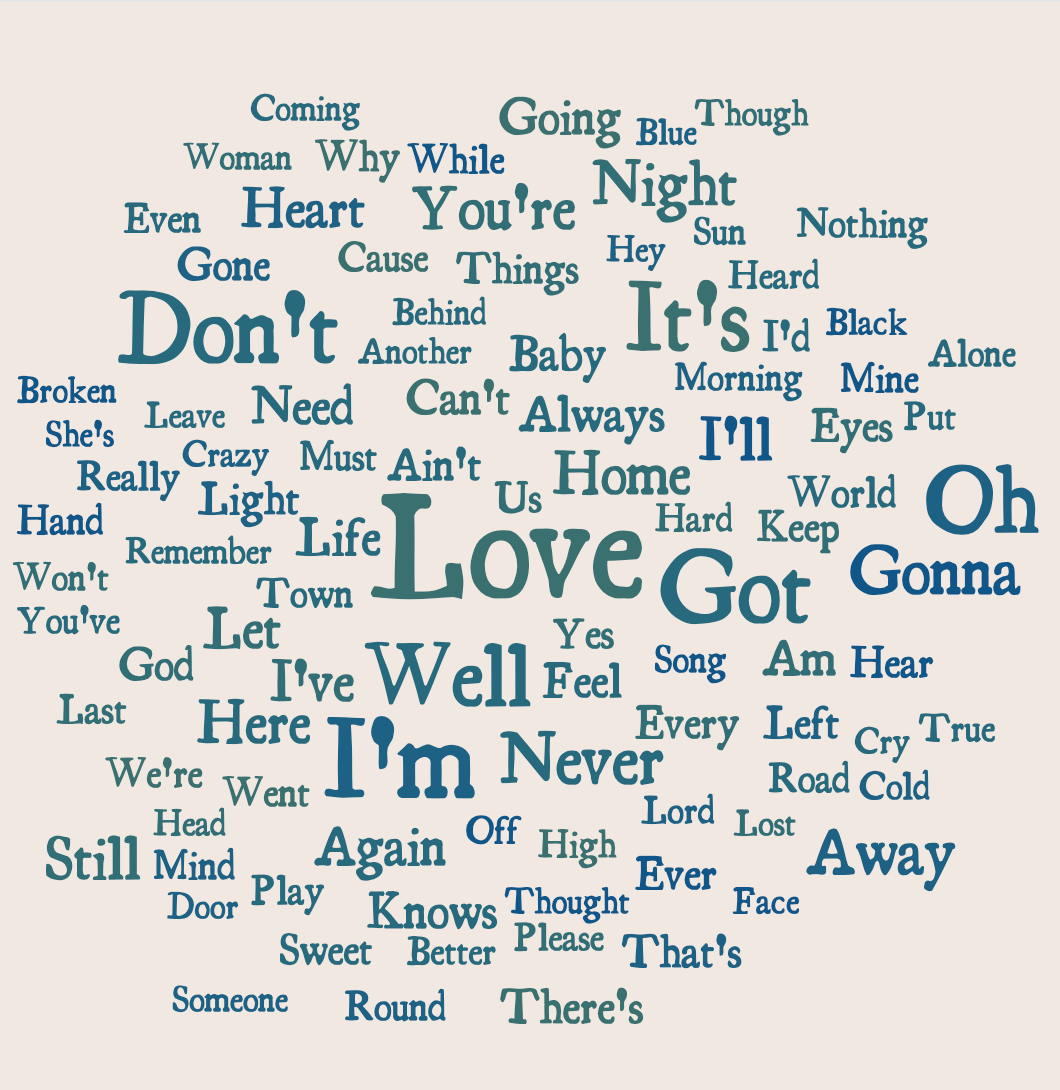 Coming
Going
Blue
Though
Woman
Why
While
Night
Even
Heart
You're
Sun
Nothing
Gone
Cause
Things
Hey
Heard
Don't
Behind
It's
I'd
Black
Another
Baby
Alone
Broken
Leave
Need
Can't
Always
Morning
Mine
She's
I'll
Eyes
Put
Really
Crazy
Must
Ain't
Home
Light
Us
World
Oh
Hand
Life
Love
Hard
Keep
Remember
Won't
Town
Got
Gonna
You've
Let
Yes
God
I've
Well
Feel
Song
Am
Hear
Last
Here
I'm
Never
Every
Left
Cry
True
We're
Went
Road
Cold
Head
Lord
Lost
Still
Mind
Again
Off
High
Away
Door
Play
Knows
Thought
Ever
Face
Sweet
Better
Please
That's
Someone
Round
There's